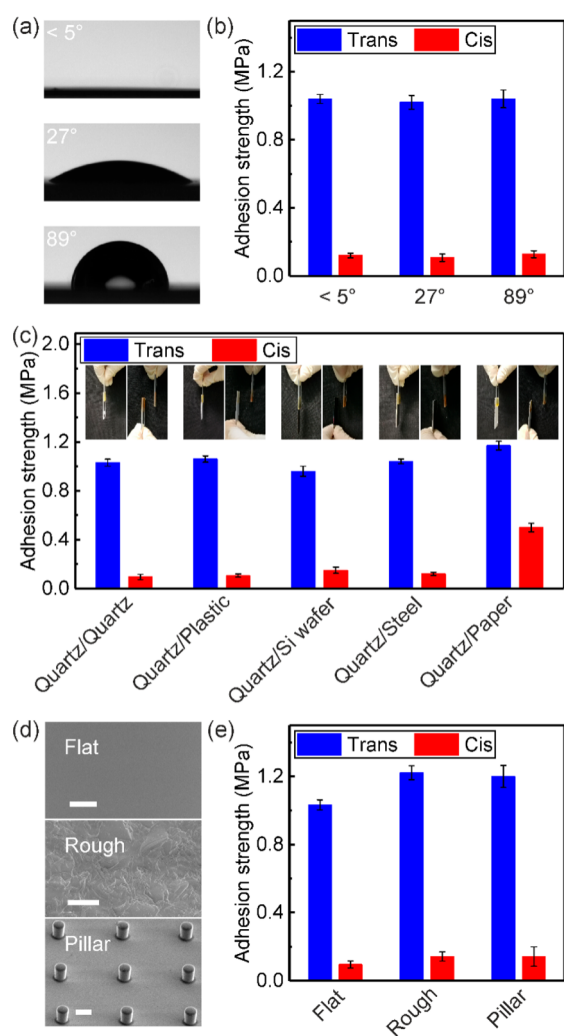 (a)
< 5°
27°
89°
(b)
Trans Cis
Adhesion strength (MPa)
1.2
0.8
0.4
0.0
< 5° 27° 89°
(c)
Trans Cis
Adhesion strength (MPa)
2.0
1.6
1.2
0.8
0.4
0.0
Quartz/Quartz
Quartz/Plastic
Quartz/Si wafer
Quartz/Steel
Quartz/Paper
(d)
Flat
Rough
Pillar
(e)
Trans Cis
Adhesion strength (MPa)
1.2
0.8
0.4
0.0
Flat
Rough
Pillar